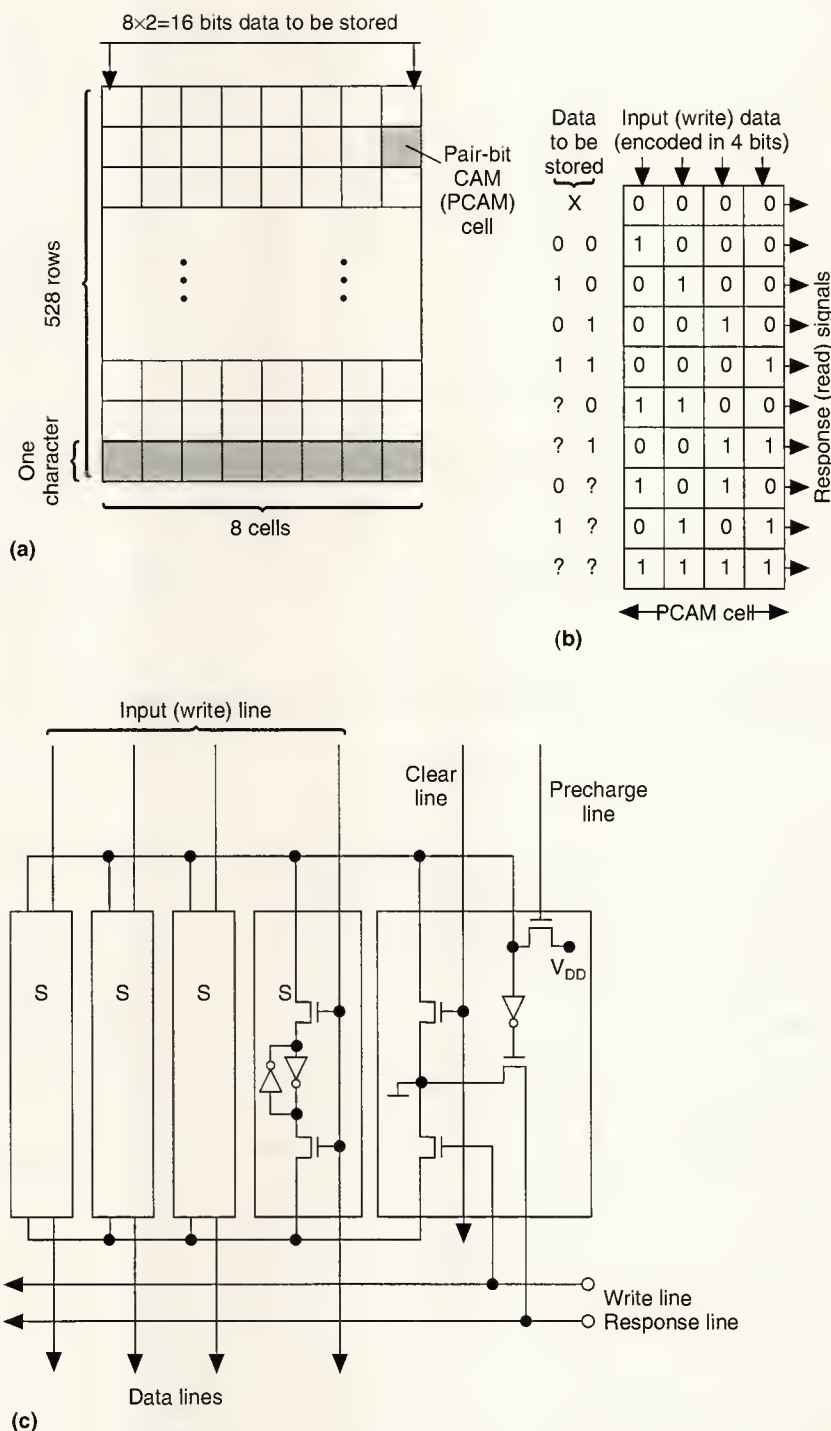 8×2=16 bits data to be stored
528 rows
One
character
Pair-bit
CAM
(PCAM)
cell
8 cells
(a)
Data
to be
stored
Input (write) data
(encoded in 4 bits)
X 0 0 0 0
0 0 1 0 0 0
1 0 0 1 0 0
0 1 0 0 1 0
1 1 0 0 0 1
? 0 1 1 0 0
? 1 0 0 1 1
0 ? 1 0 1 0
1 ? 0 1 0 1
? ? 1 1 1 1
Response (read) signals
PCAM cell
(b)
Input (write) line
Clear
line
Precharge
line
S
S
S
S
VDD
Write line
Response line
Data lines
(c)